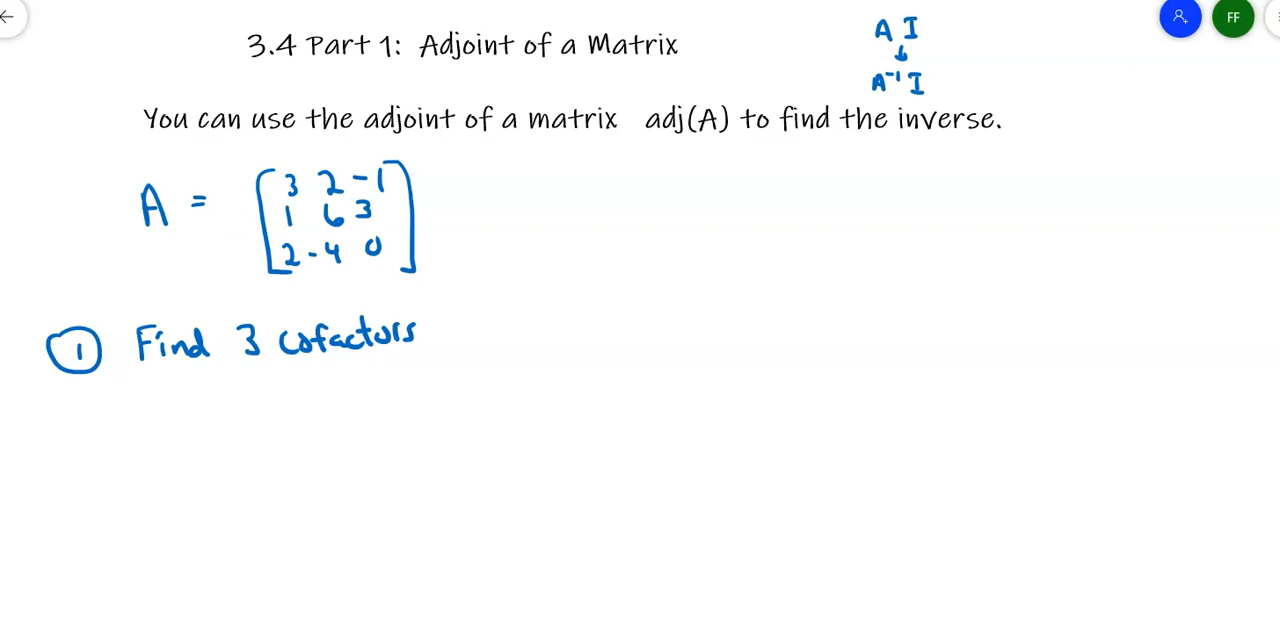 FF
3.4 Part 1: Adjoint of a Matrix
A I
↓
A⁻¹ I
You can use the adjoint of a matrix adj(A) to find the inverse.
A = [3 2 -1
1 6 3
2 -4 0]
① Find 3 cofactors